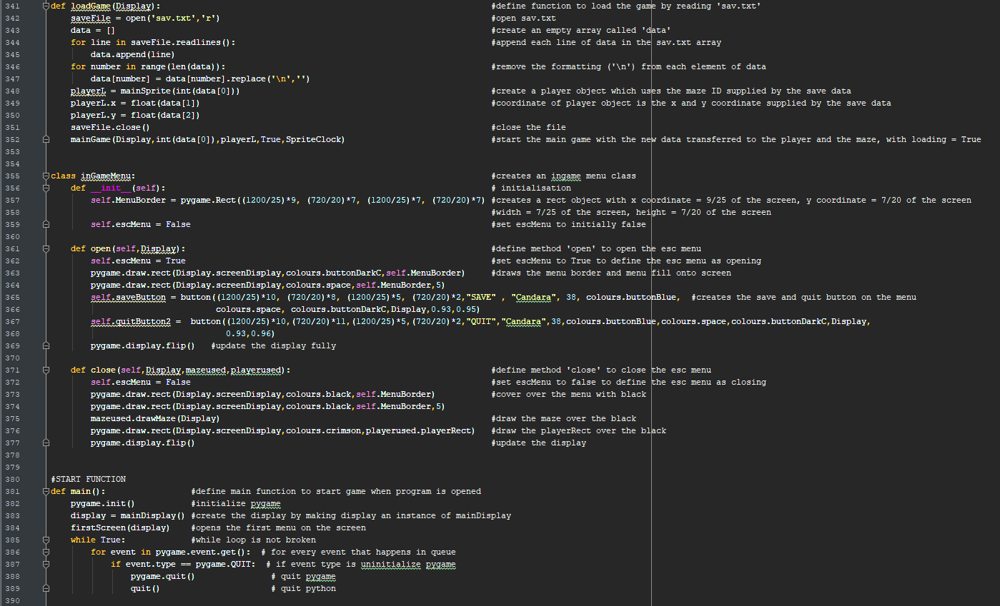 341 def loadGame(Display): #define function to load the game by reading 'sav.txt'
342 saveFile = open('sav.txt','r') #open sav.txt
343 data = [] #create an empty array called 'data'
344 for line in saveFile.readlines(): #append each line of data in the sav.txt array
345 data.append(line)
346 for number in range(len(data)): #remove the formatting ('\n') from each element of data
347 data[number] = data[number].replace('\n','')
348 playerL = mainSprite(int(data[0])) #create a player object which uses the maze ID supplied by the save data
349 playerL.x = float(data[1]) #coordinate of player object is the x and y coordinate supplied by the save data
350 playerL.y = float(data[2])
351 saveFile.close() #close the file
352 mainGame(Display,int(data[0]),playerL,True,SpriteClock) #start the main game with the new data transferred to the player and the maze, with loading = True
353
354
355 class inGameMenu: #creates an ingame menu class
356 def __init__(self): # initialisation
357 self.MenuBorder = pygame.Rect((1200/25)*9, (720/20)*7, (1200/25)*7, (720/20)*7) #creates a rect object with x coordinate = 9/25 of the screen, y coordinate = 7/20 of the screen
358 #width = 7/25 of the screen, height = 7/20 of the screen
359 self.escMenu = False #set escMenu to initially false
360
361 def open(self,Display): #define method 'open' to open the esc menu
362 self.escMenu = True #set escMenu to True to define the esc menu as opening
363 pygame.draw.rect(Display.screenDisplay,colours.buttonDarkC,self.MenuBorder) #draws the menu border and menu fill onto screen
364 pygame.draw.rect(Display.screenDisplay,colours.space,self.MenuBorder,5)
365 self.saveButton = button((1200/25)*10, (720/20)*8, (1200/25)*5, (720/20)*2,"SAVE" , "Candara", 38, colours.buttonBlue, #creates the save and quit button on the menu
366 colours.space, colours.buttonDarkC,Display,0.93,0.95)
367 self.quitButton2 = button((1200/25)*10,(720/20)*11,(1200/25)*5,(720/20)*2,"QUIT","Candara",38,colours.buttonBlue,colours.space,colours.buttonDarkC,Display,
368 0.93,0.96)
369 pygame.display.flip() #update the display fully
370
371 def close(self,Display,mazeused,playerused): #define method 'close' to close the esc menu
372 self.escMenu = False #set escMenu to false to define the esc menu as closing
373 pygame.draw.rect(Display.screenDisplay,colours.black,self.MenuBorder) #cover over the menu with black
374 pygame.draw.rect(Display.screenDisplay,colours.black,self.MenuBorder,5)
375 mazeused.drawMaze(Display) #draw the maze over the black
376 pygame.draw.rect(Display.screenDisplay,colours.crimson,playerused.playerRect) #draw the playerRect over the black
377 pygame.display.flip() #update the display
378
379
380 #START FUNCTION
381 def main(): #define main function to start game when program is opened
382 pygame.init() #initialize pygame
383 display = mainDisplay() #create the display by making display an instance of mainDisplay
384 firstScreen(display) #opens the first menu on the screen
385 while True: #while loop is not broken
386 for event in pygame.event.get(): # for every event that happens in queue
387 if event.type == pygame.QUIT: # if event type is uninitialize pygame
388 pygame.quit() # quit pygame
389 quit() # quit python
390